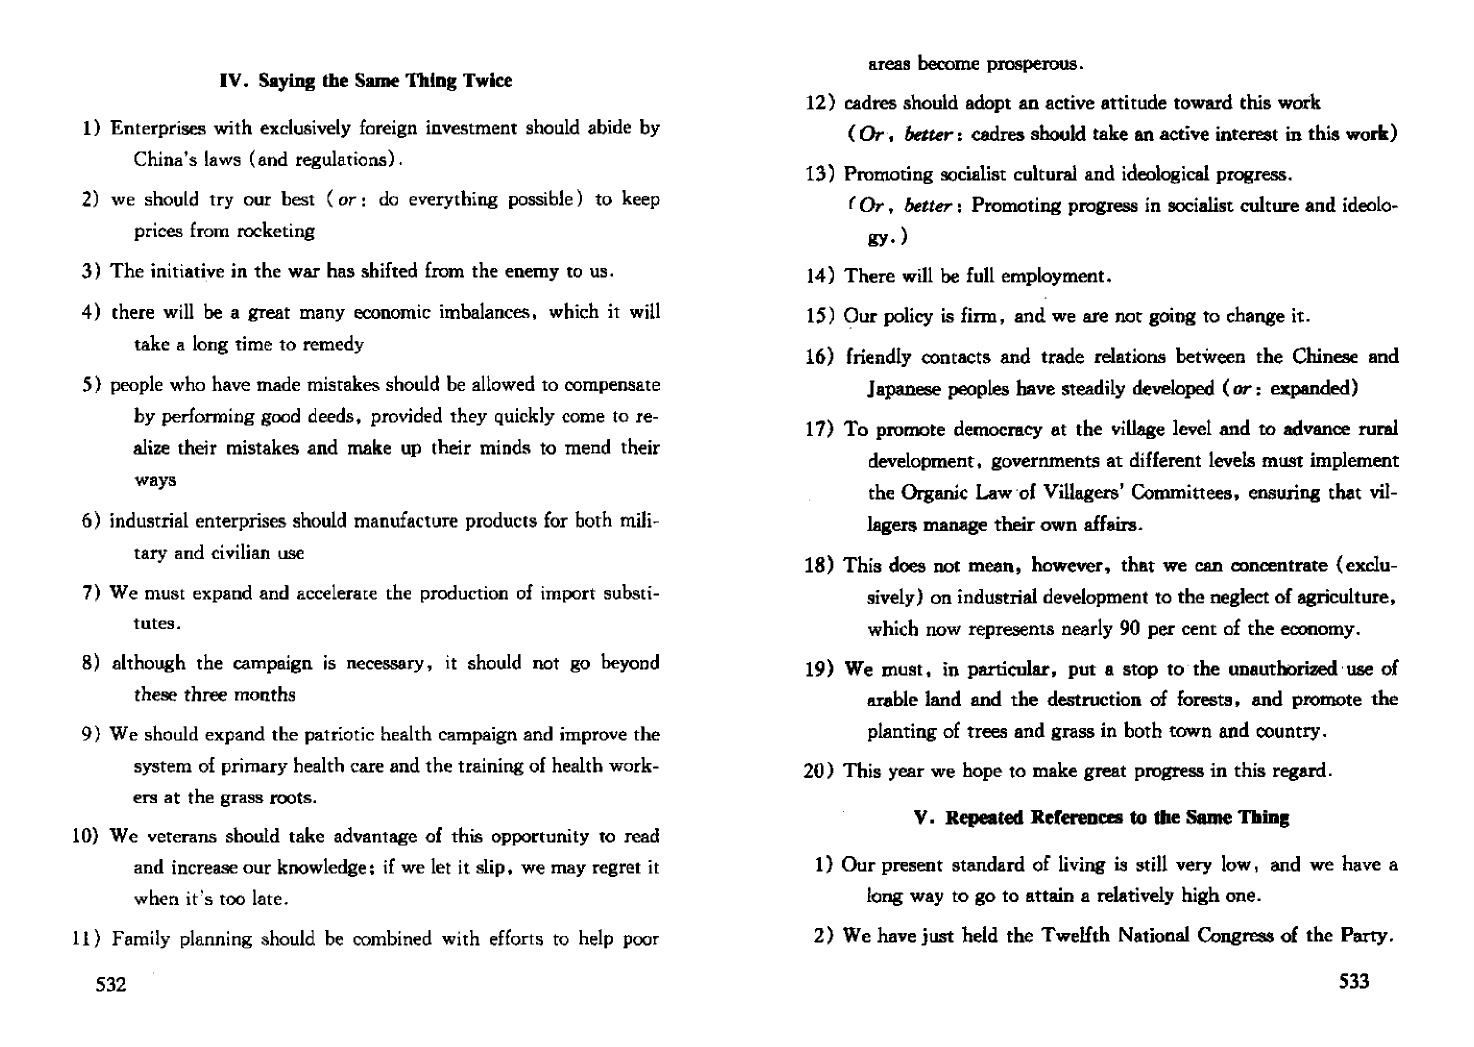 IV. Saying the Same Thing Twice
1) Enterprises with exclusively foreign investment should abide by
China's laws (and regulations).
2) we should try our best (or: do everything possible) to keep
prices from rocketing
3) The initiative in the war has shifted from the enemy to us.
4) there will be a great many economic imbalances, which it will
take a long time to remedy
5) people who have made mistakes should be allowed to compensate
by performing good deeds, provided they quickly come to re-
alize their mistakes and make up their minds to mend their
ways
6) industrial enterprises should manufacture products for both mili-
tary and civilian use
7) We must expand and accelerate the production of import substi-
tutes.
8) although the campaign is necessary, it should not go beyond
these three months
9) We should expand the patriotic health campaign and improve the
system of primary health care and the training of health work-
ers at the grass roots.
10) We veterans should take advantage of this opportunity to read
and increase our knowledge; if we let it slip, we may regret it
when it's too late.
11) Family planning should be combined with efforts to help poor
532
areas become prosperous.
12) cadres should adopt an active attitude toward this work
(Or, better: cadres should take an active interest in this work)
13) Promoting socialist cultural and ideological progress.
(Or, better: Promoting progress in socialist culture and ideolo-
gy.)
14) There will be full employment.
15) Our policy is firm, and we are not going to change it.
16) friendly contacts and trade relations between the Chinese and
Japanese peoples have steadily developed (or: expanded)
17) To promote democracy at the village level and to advance rural
development, governments at different levels must implement
the Organic Law of Villagers' Committees, ensuring that vil-
lagers manage their own affairs.
18) This does not mean, however, that we can concentrate (exclu-
sively) on industrial development to the neglect of agriculture,
which now represents nearly 90 per cent of the economy.
19) We must, in particular, put a stop to the unauthorized use of
arable land and the destruction of forests, and promote the
planting of trees and grass in both town and country.
20) This year we hope to make great progress in this regard.
V. Repeated References to the Same Thing
1) Our present standard of living is still very low, and we have a
long way to go to attain a relatively high one.
2) We have just held the Twelfth National Congress of the Party.
533